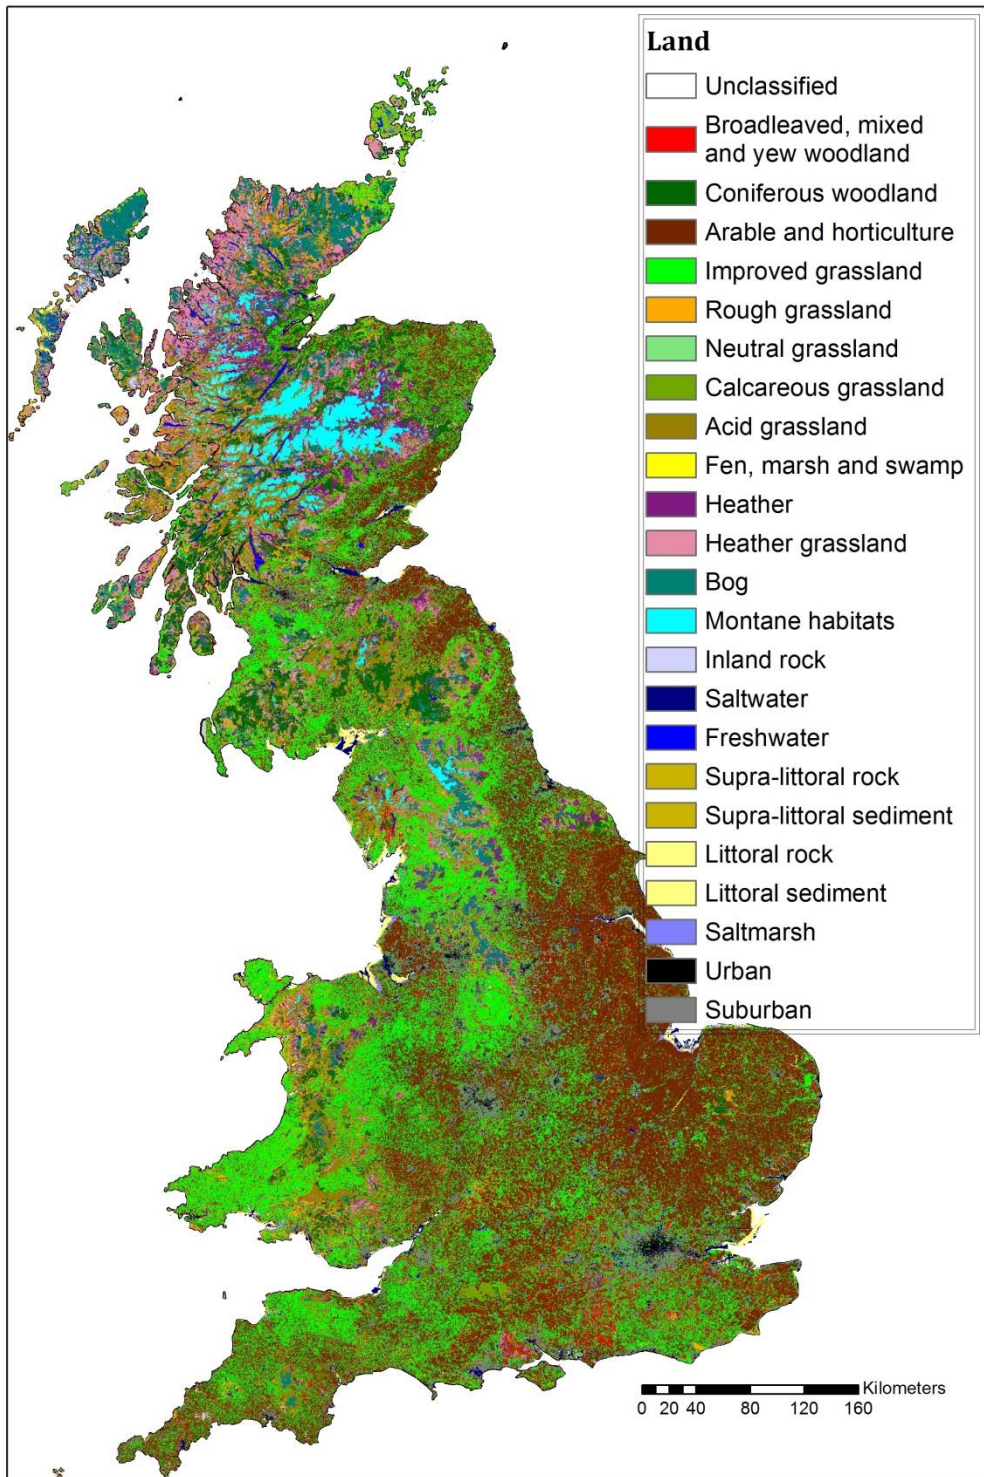 Land
Unclassified
Broadleaved, mixed
and yew woodland
Coniferous woodland
Arable and horticulture
Improved grassland
Rough grassland
Neutral grassland
Calcareous grassland
Acid grassland
Fen, marsh and swamp
Heather
Heather grassland
Bog
Montane habitats
Inland rock
Saltwater
Freshwater
Supra-littoral rock
Supra-littoral sediment
Littoral rock
Littoral sediment
Saltmarsh
Urban
Suburban
Kilometers
0 20 40 80 120 160